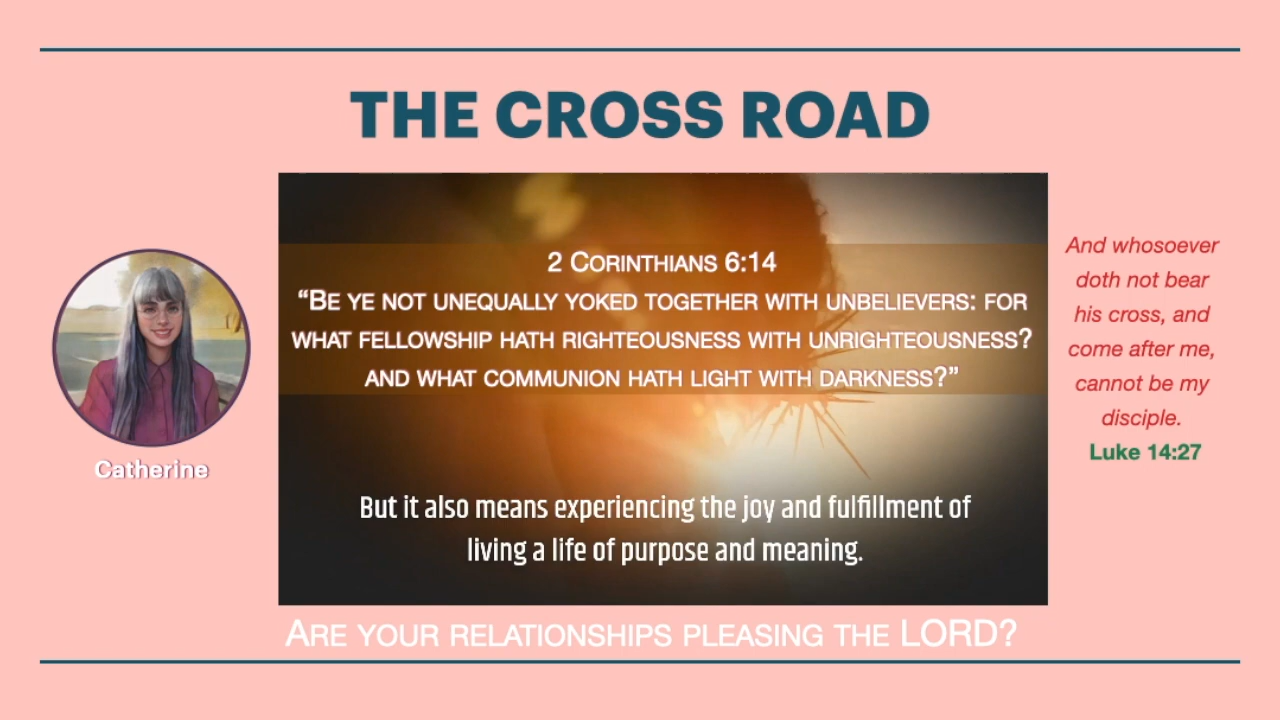 THE CROSS ROAD
2 CORINTHIANS 6:14
“BE YE NOT UNEQUALLY YOKED TOGETHER WITH UNBELIEVERS: FOR
WHAT FELLOWSHIP HATH RIGHTEOUSNESS WITH UNRIGHTEOUSNESS?
AND WHAT COMMUNION HATH LIGHT WITH DARKNESS?”
But it also means experiencing the joy and fulfillment of
living a life of purpose and meaning.
Catherine
And whosoever
doth not bear
his cross, and
come after me,
cannot be my
disciple.
Luke 14:27
ARE YOUR RELATIONSHIPS PLEASING THE LORD?